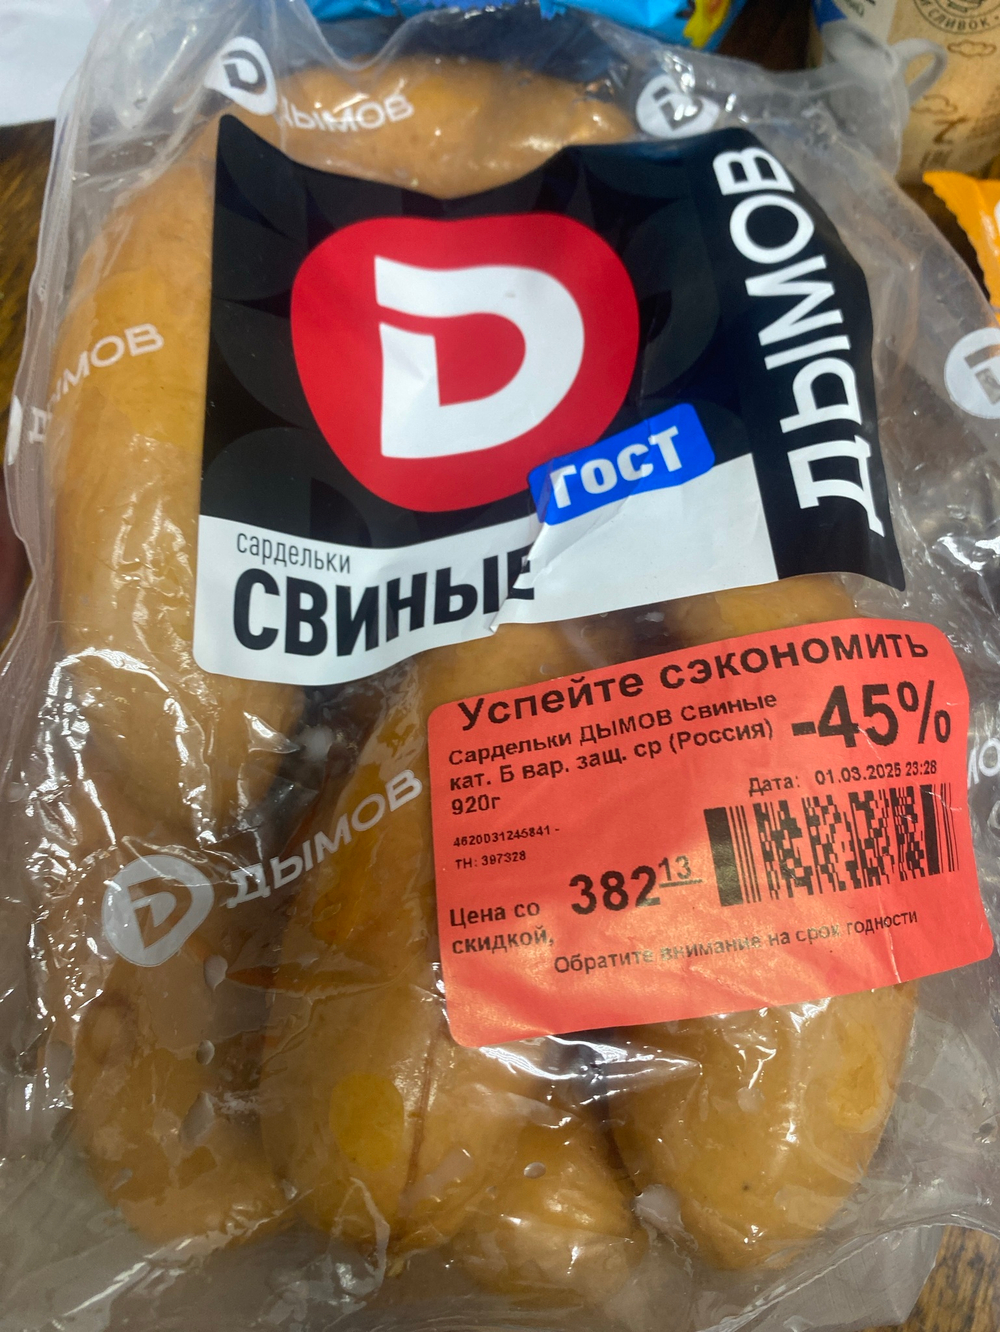 ДЫМОВ
ДЫМОВ
ДЫМОВ
ГОСТ
сардельки
СВИНЫЕ
ДЫМОВ
Успейте сэкономить
Сардельки ДЫМОВ Свиные
кат. Б вар. защ. ср (Россия)
920г
-45%
Дата: 01.03.2025 23:28
4620031245841 -
ТН: 397328
Цена со
скидкой,
382 13
Обратите внимание на срок годности